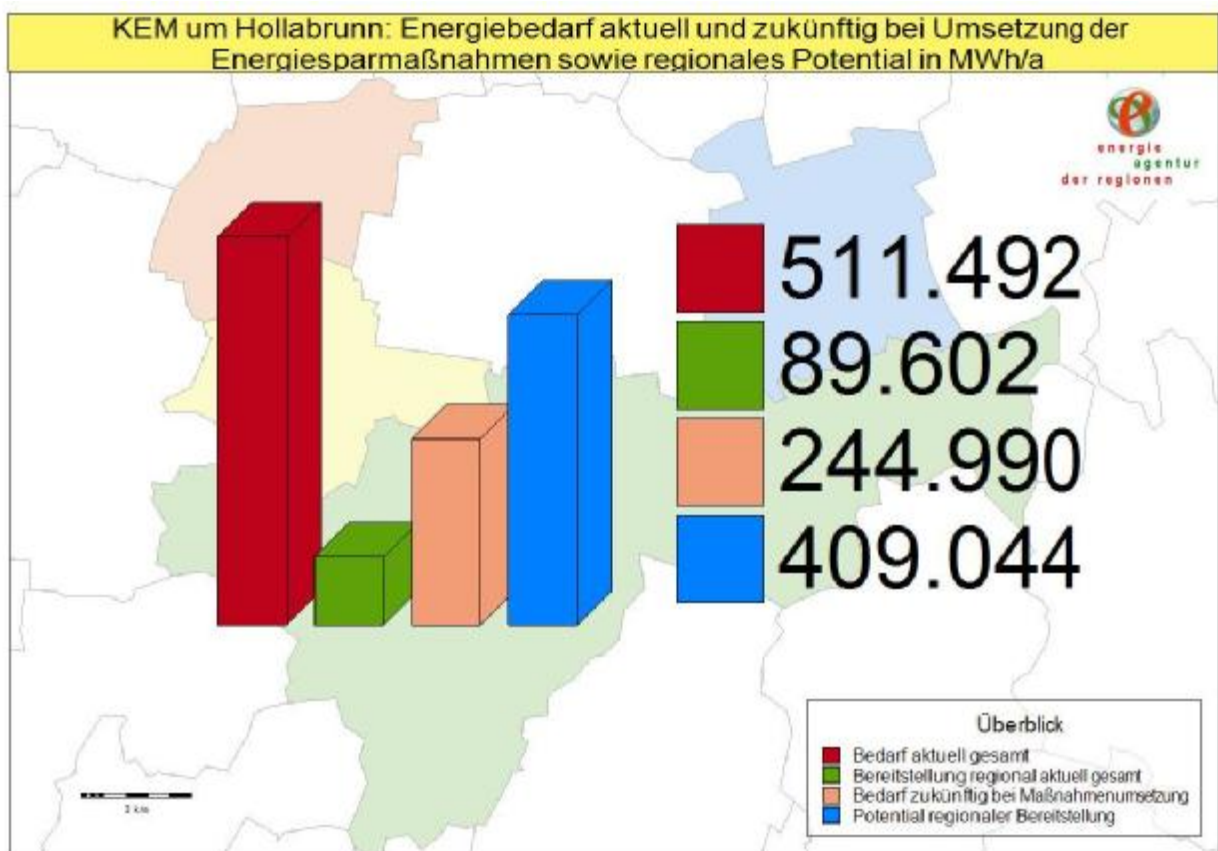 KEM um Hollabrunn: Energiebedarf aktuell und zukünftig bei Umsetzung der
Energiesparmaßnahmen sowie regionales Potential in MWh/a
energie
agentur
der regionen
511.492
89.602
244.990
409.044
Überblick
Bedarf aktuell gesamt
Bereitstellung regional aktuell gesamt
Bedarf zukünftig bei Maßnahmenumsetzung
Potential regionaler Bereitstellung
km